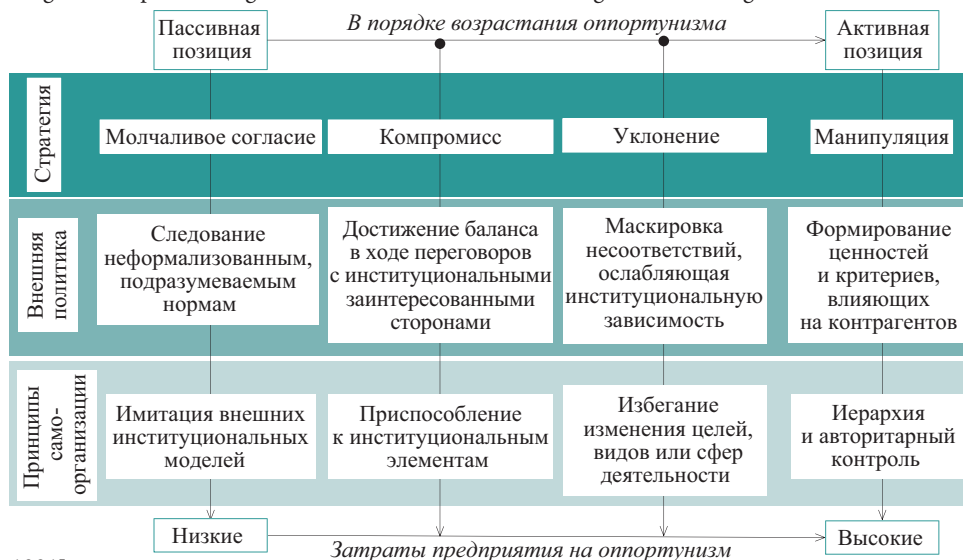 Пассивная
позиция
В порядке возрастания оппортунизма
Активная
позиция
Стратегия
Молчаливое согласие
Компромисс
Уклонение
Манипуляция
Внешняя
политика
Следование
неформализованным,
подразумеваемым
нормам
Достижение баланса
в ходе переговоров
с институциональными
заинтересованными
сторонами
Маскировка
несоответствий,
ослабляющая
институциональную
зависимость
Формирование
ценностей
и критериев,
влияющих
на контрагентов
Принципы
само-
организации
Имитация внешних
институциональных
моделей
Приспособление
к институциональным
элементам
Избегание
изменения целей,
видов или сфер
деятельности
Иерархия
и авторитарный
контроль
Низкие
Затраты предприятия на оппортунизм
Высокие